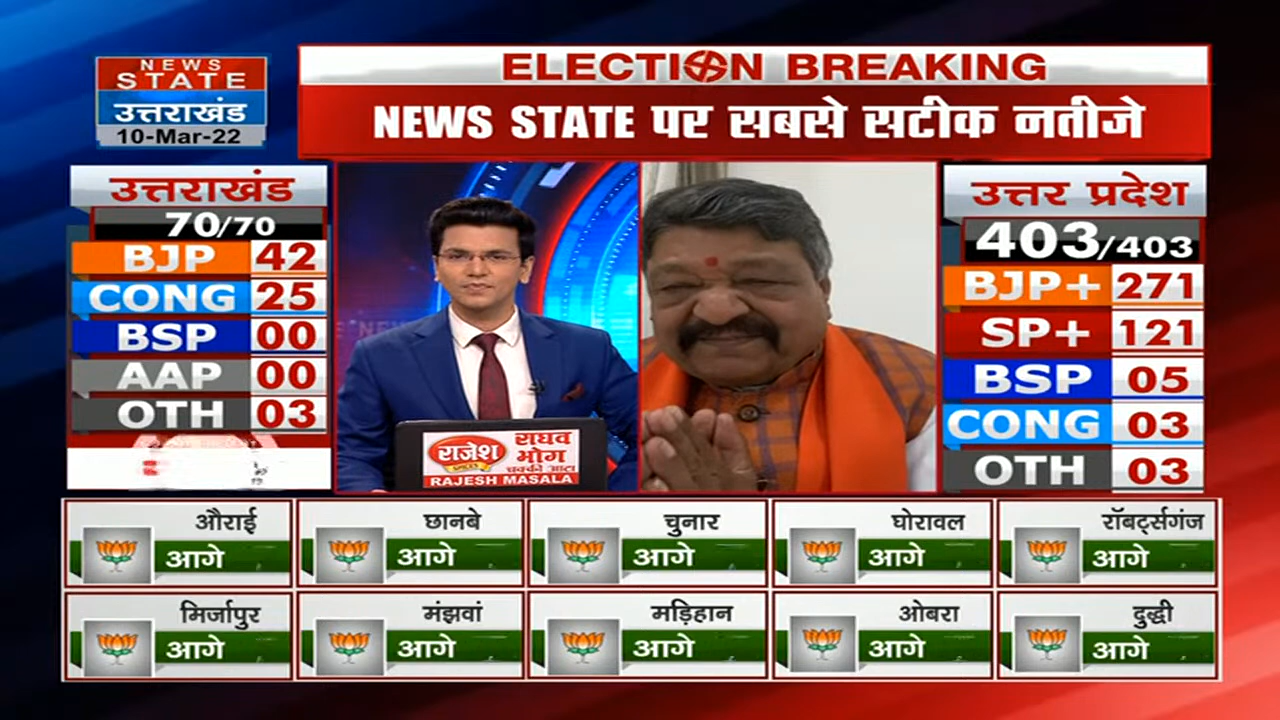 NEWS
STATE
उत्तराखंड
10-Mar-22
ELECTION BREAKING
NEWS STATE पर सबसे सटीक नतीजे
उत्तराखंड
70/70
BJP 42
CONG 25
BSP 00
AAP 00
OTH 03
राजेश
SPICES
राघव
भोग
चक्की आटा
RAJESH MASALA
उत्तर प्रदेश
403/403
BJP+ 271
SP+ 121
BSP 05
CONG 03
OTH 03
औराई
आगे
छानबे
आगे
चुनार
आगे
घोरावल
आगे
रॉबर्ट्सगंज
आगे
मिर्जापुर
आगे
मंझवां
आगे
मड़िहान
आगे
ओबरा
आगे
दुद्धी
आगे